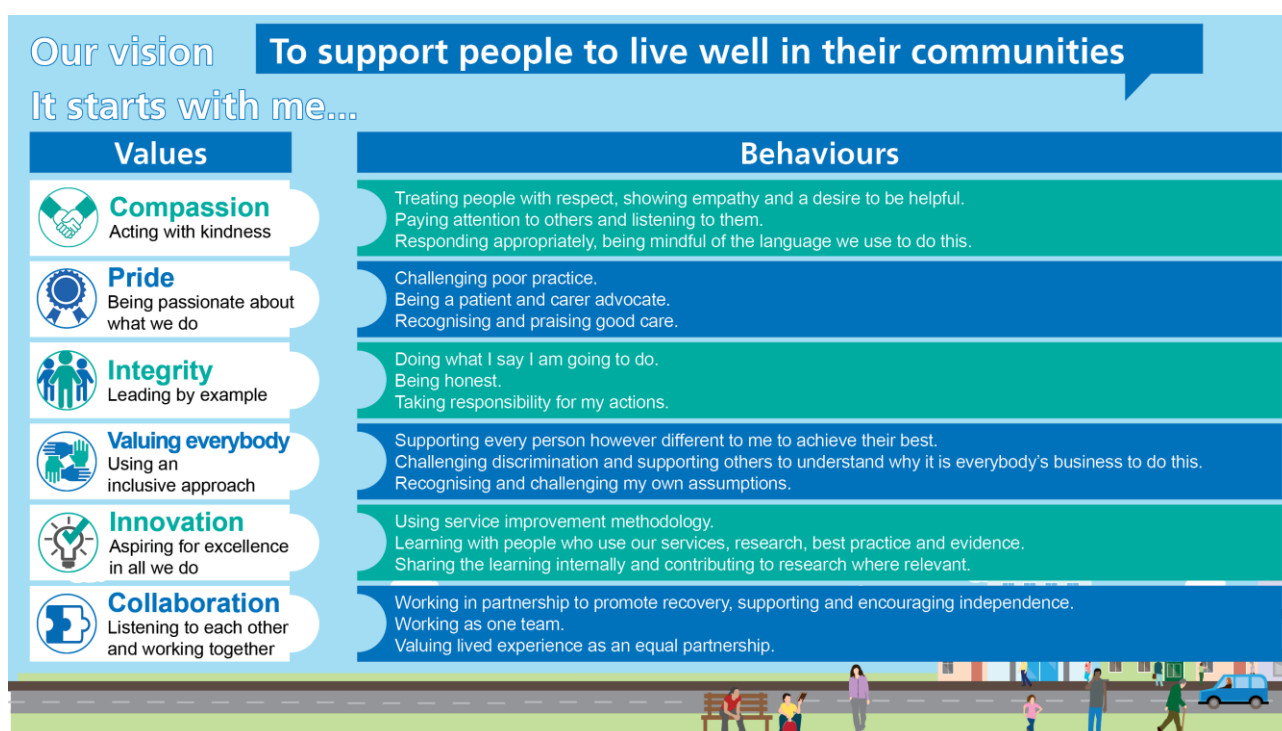 Our vision To support people to live well in their communities
It starts with me...
Values Behaviours
Compassion
Acting with kindness
Treating people with respect, showing empathy and a desire to be helpful.
Paying attention to others and listening to them.
Responding appropriately, being mindful of the language we use to do this.
Pride
Being passionate about
what we do
Challenging poor practice.
Being a patient and carer advocate.
Recognising and praising good care.
Integrity
Leading by example
Doing what I say I am going to do.
Being honest.
Taking responsibility for my actions.
Valuing everybody
Using an
inclusive approach
Supporting every person however different to me to achieve their best.
Challenging discrimination and supporting others to understand why it is everybody's business to do this.
Recognising and challenging my own assumptions.
Innovation
Aspiring for excellence
in all we do
Using service improvement methodology.
Learning with people who use our services, research, best practice and evidence.
Sharing the learning internally and contributing to research where relevant.
Collaboration
Listening to each other
and working together
Working in partnership to promote recovery, supporting and encouraging independence.
Working as one team.
Valuing lived experience as an equal partnership.